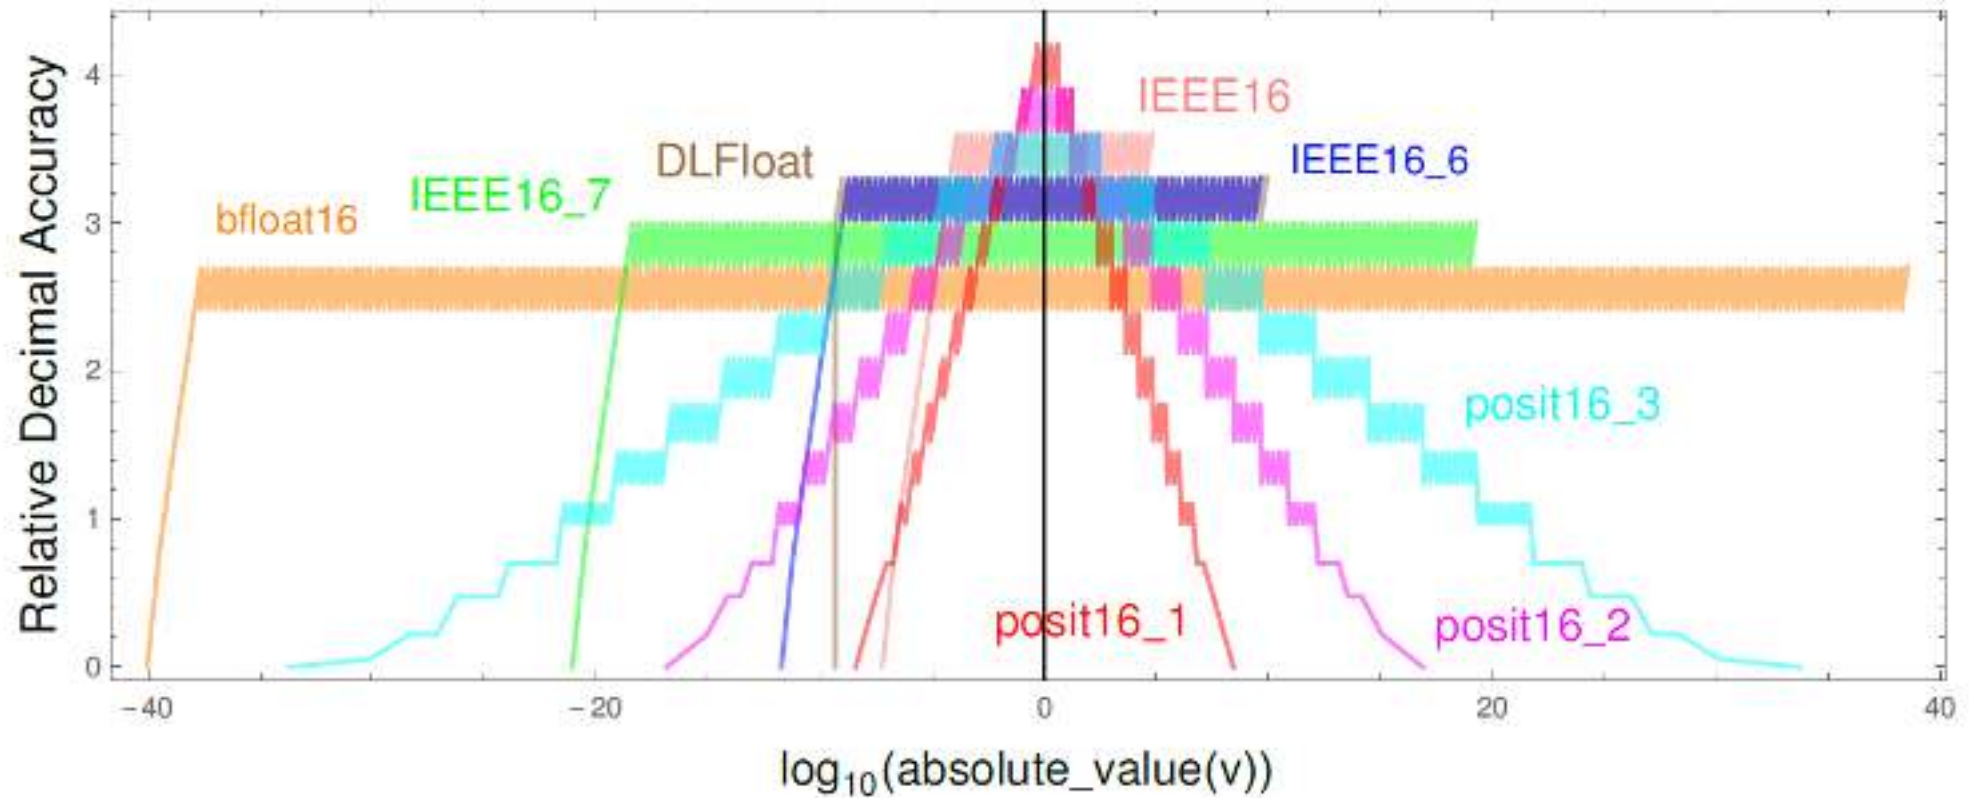 Relative Decimal Accuracy
4
3
2
1
0
IEEE16
DLFloat
IEEE16_6
IEEE16_7
bfloat16
posit16_3
posit16_1
posit16_2
−40
−20
0
20
40
log₁₀(absolute_value(v))